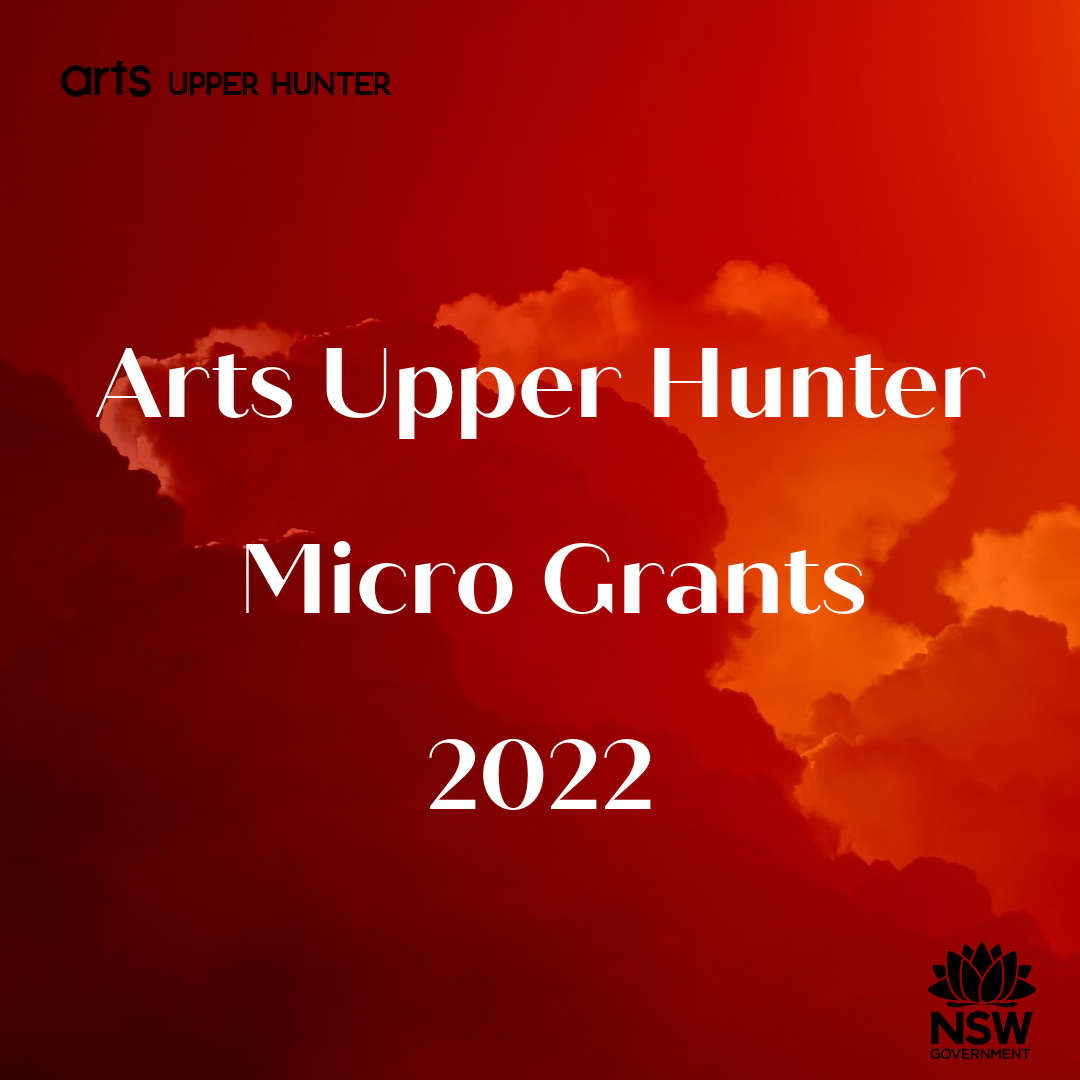 arts UPPER HUNTER
Arts Upper Hunter
Micro Grants
2022
NSW
GOVERNMENT